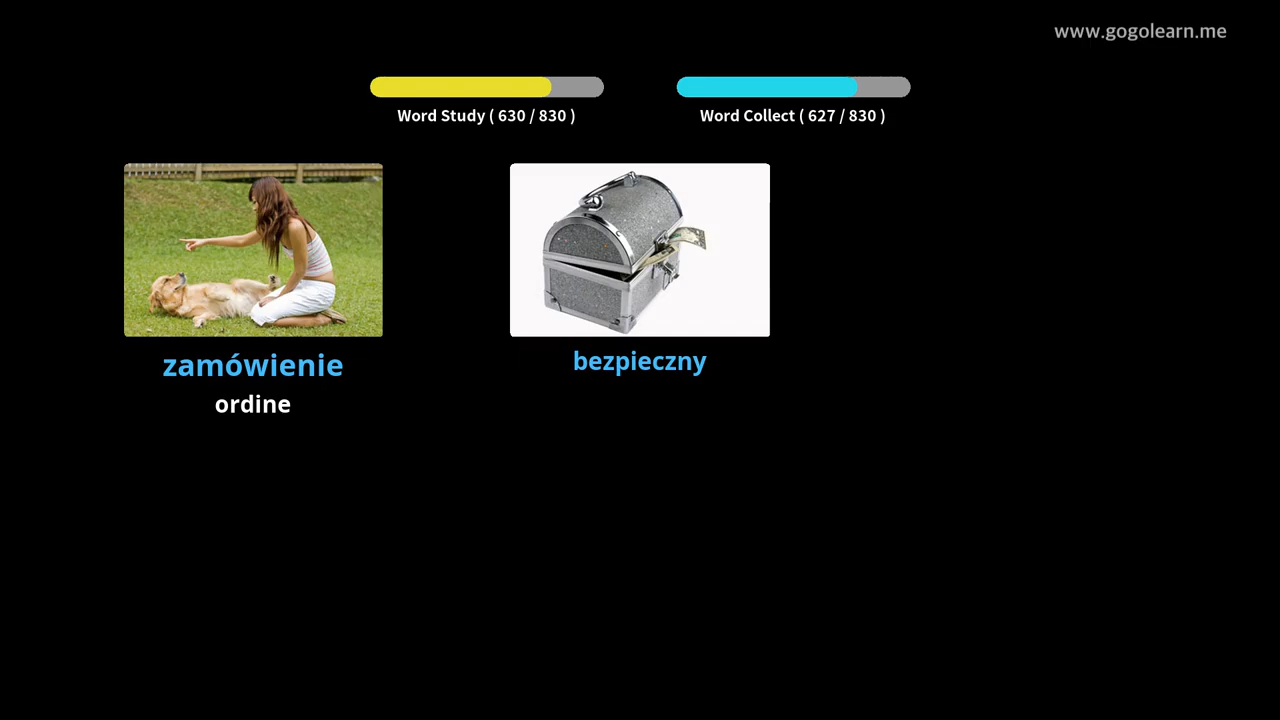 www.gogolearn.me
Word Study ( 630 / 830 )
Word Collect ( 627 / 830 )
zamówienie
ordine
bezpieczny